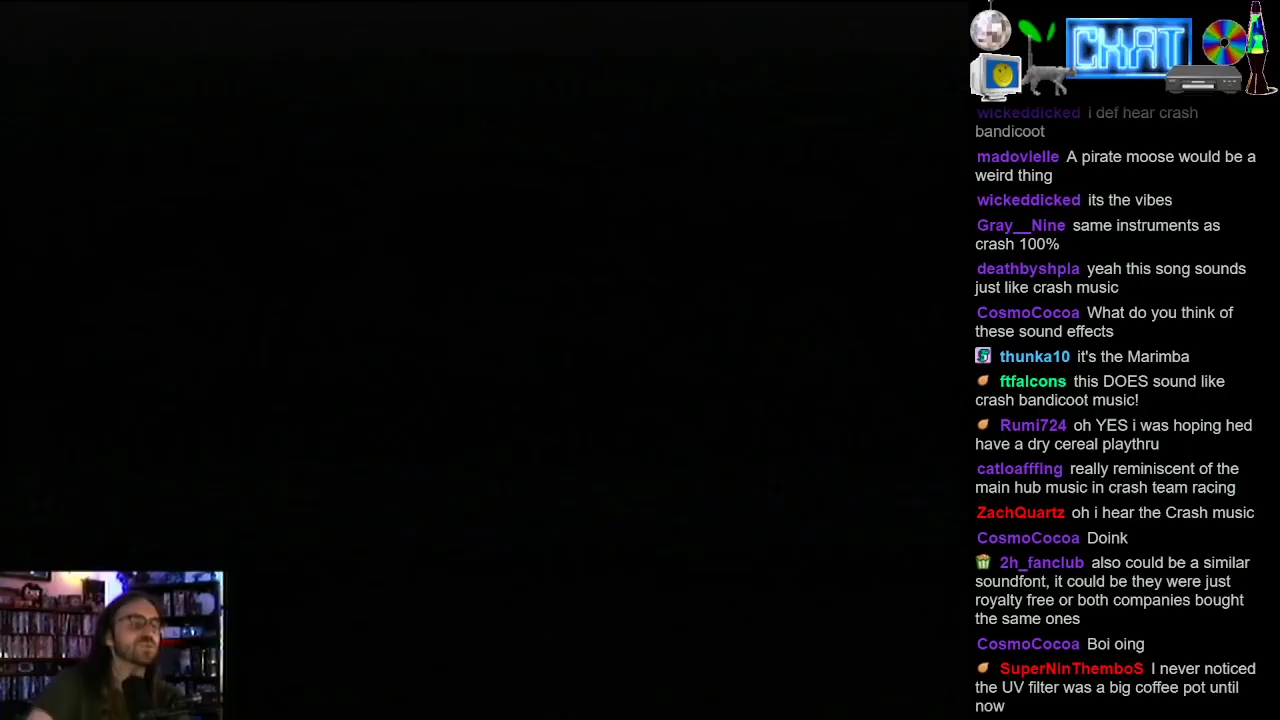 CHAT
wickeddicked i def hear crash
bandicoot
madovielle A pirate moose would be a
weird thing
wickeddicked its the vibes
Gray__Nine same instruments as
crash 100%
deathbyshpla yeah this song sounds
just like crash music
CosmoCocoa What do you think of
these sound effects
thunka10 it's the Marimba
ftfalcons this DOES sound like
crash bandicoot music!
Rumi724 oh YES i was hoping hed
have a dry cereal playthru
catloafffing really reminiscent of the
main hub music in crash team racing
ZachQuartz oh i hear the Crash music
CosmoCocoa Doink
2h_fanclub also could be a similar
soundfont, it could be they were just
royalty free or both companies bought
the same ones
CosmoCocoa Boi oing
SuperNInThemboS I never noticed
the UV filter was a big coffee pot until
now